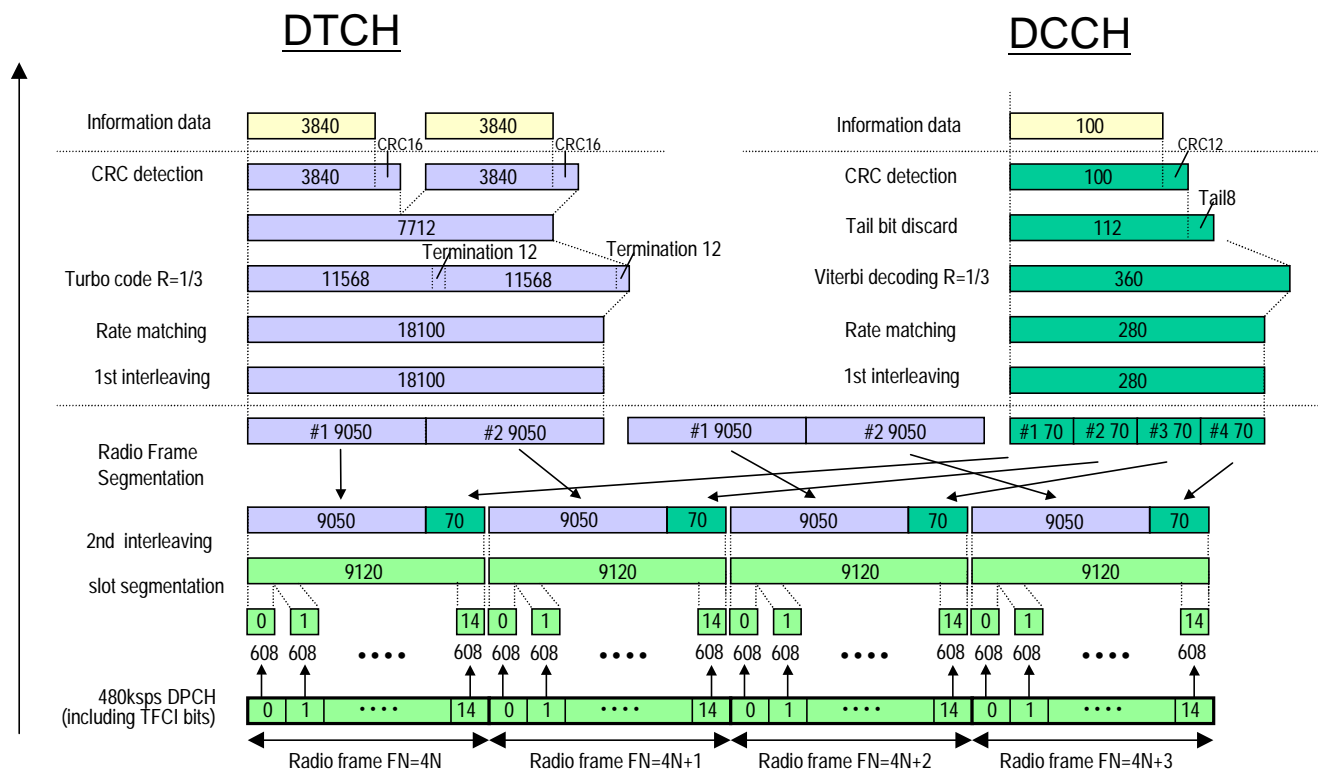 DTCH DCCH
Information data 3840 3840 Information data 100
CRC16 CRC16 CRC12
CRC detection 3840 3840 CRC detection 100
Tail8
7712 Tail bit discard 112
Termination 12 Termination 12
Turbo code R=1/3 11568 11568 Viterbi decoding R=1/3 360
Rate matching 18100 Rate matching 280
1st interleaving 18100 1st interleaving 280
#1 9050 #2 9050 #1 9050 #2 9050 #1 70 #2 70 #3 70 #4 70
Radio Frame
Segmentation
9050 70 9050 70 9050 70 9050 70
2nd interleaving
slot segmentation 9120 9120 9120 9120
0 1 14 0 1 14 0 1 14 0 1 14
608 608 •••• 608 608 608 •••• 608 608 608 •••• 608 608 608 •••• 608
480ksps DPCH
(including TFCI bits) 0 1 •••• 14 0 1 •••• 14 0 1 •••• 14 0 1 •••• 14
Radio frame FN=4N Radio frame FN=4N+1 Radio frame FN=4N+2 Radio frame FN=4N+3